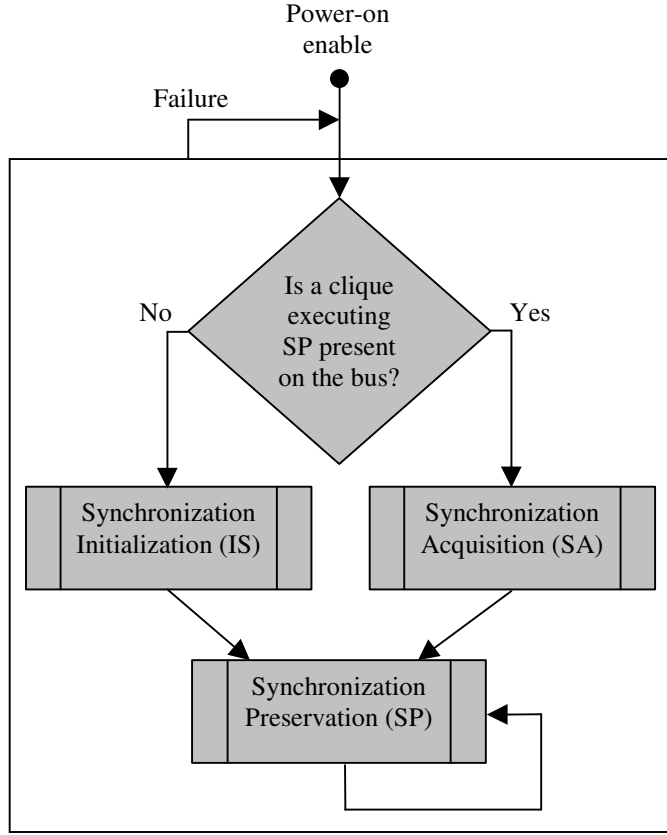 Power-on
enable
Failure
Is a clique
executing
SP present
on the bus?
No
Yes
Synchronization
Initialization (IS)
Synchronization
Acquisition (SA)
Synchronization
Preservation (SP)